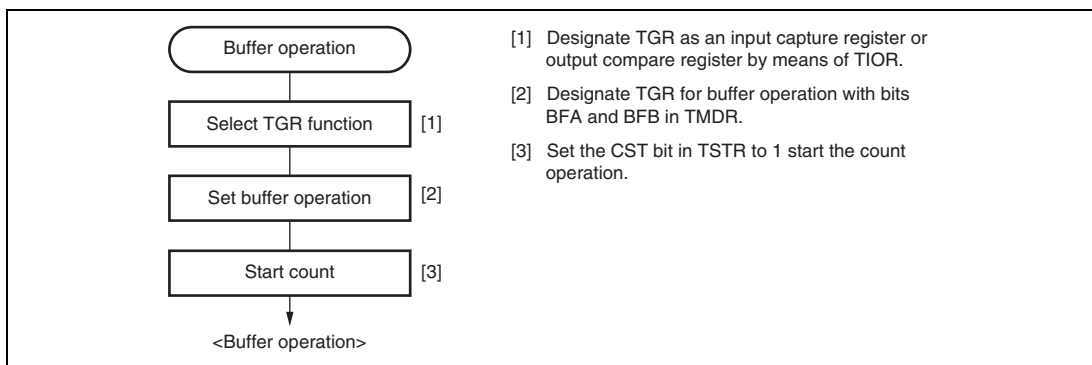 Buffer operation
Select TGR function
[1]
Set buffer operation
[2]
Start count
[3]
<Buffer operation>
[1] Designate TGR as an input capture register or
output compare register by means of TIOR.
[2] Designate TGR for buffer operation with bits
BFA and BFB in TMDR.
[3] Set the CST bit in TSTR to 1 start the count
operation.